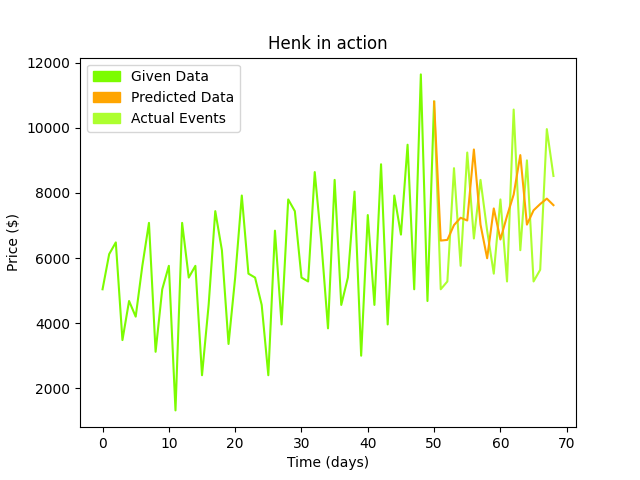 Henk in action
Given Data
Predicted Data
Actual Events
12000
10000
8000
6000
4000
2000
Price ($)
0 10 20 30 40 50 60 70
Time (days)